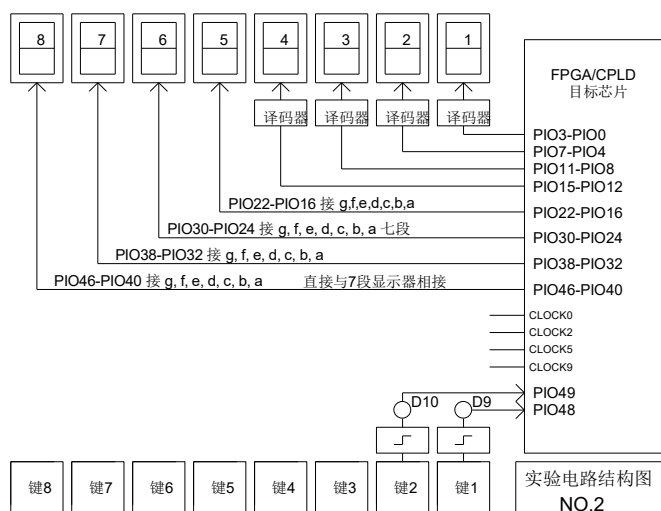 8 7 6 5 4 3 2 1
FPGA/CPLD
目标芯片
译码器 译码器 译码器 译码器
PIO3-PIO0
PIO7-PIO4
PIO11-PIO8
PIO15-PIO12
PIO22-PIO16 接 g,f,e,d,c,b,a
PIO22-PIO16
PIO30-PIO24 接 g, f, e, d, c, b, a 七段
PIO30-PIO24
PIO38-PIO32 接 g, f, e, d, c, b, a
PIO38-PIO32
PIO46-PIO40 接 g, f, e, d, c, b, a 直接与7段显示器相接
PIO46-PIO40
CLOCK0
CLOCK2
CLOCK5
CLOCK9
PIO49
D10 D9
PIO48
键8 键7 键6 键5 键4 键3 键2 键1
实验电路结构图
NO.2